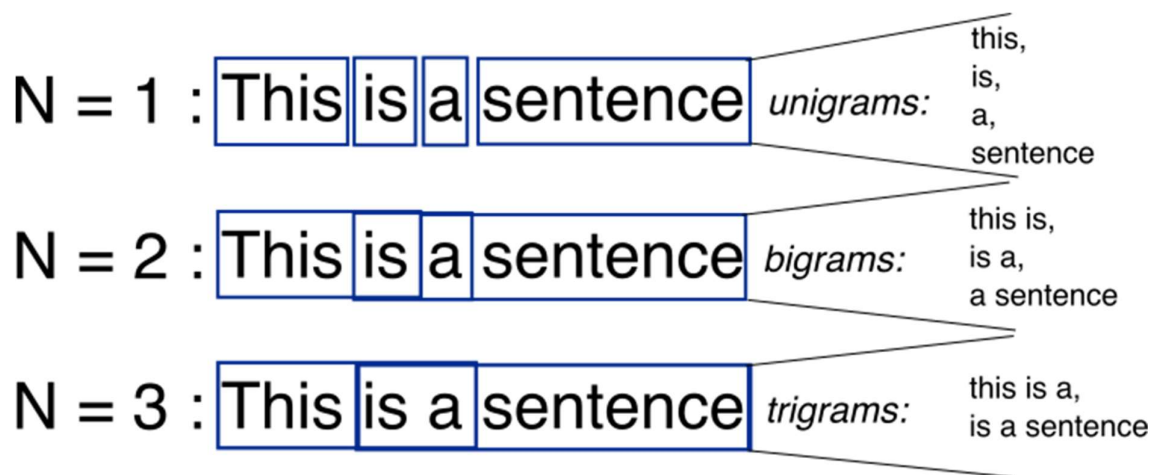 N = 1 : This is a sentence unigrams:
this,
is,
a,
sentence
N = 2 : This is a sentence bigrams:
this is,
is a,
a sentence
N = 3 : This is a sentence trigrams:
this is a,
is a sentence